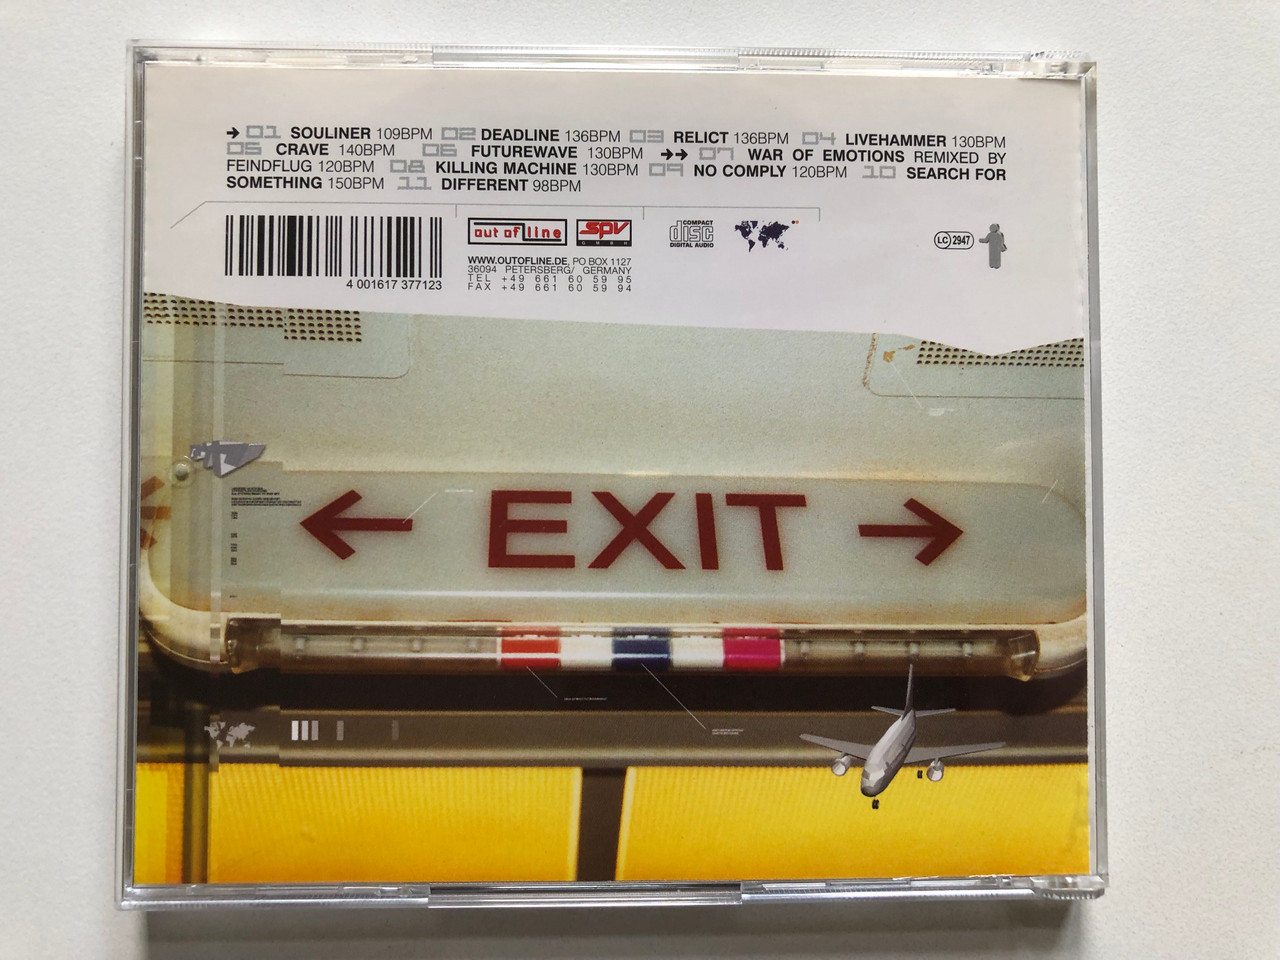 → 01 SOULINER 109BPM 02 DEADLINE 136BPM 03 RELICT 136BPM 04 LIVEHAMMER 130BPM
05 CRAVE 140BPM 06 FUTUREWAVE 130BPM →→ 07 WAR OF EMOTIONS REMIXED BY
FEINDFLUG 120BPM 08 KILLING MACHINE 130BPM 09 NO COMPLY 120BPM 10 SEARCH FOR
SOMETHING 150BPM 11 DIFFERENT 98BPM
4 001617 377123
out of line
SPV
GMBH
WWW.OUTOFLINE.DE, PO BOX 1127
36094 PETERSBERG/ GERMANY
TEL +49 661 60 59 95
FAX +49 661 60 59 94
COMPACT
disc
DIGITAL AUDIO
LC 2947
← EXIT →